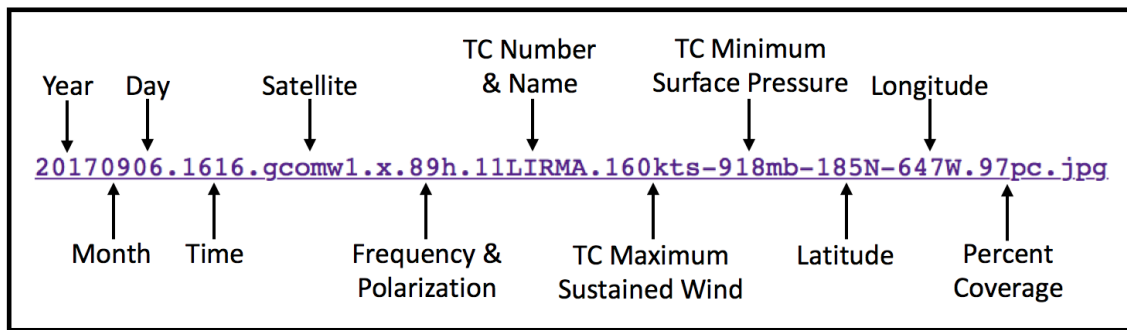 TC Number
& Name
TC Minimum
Surface Pressure
Year
Day
Satellite
Longitude
20170906.1616.gcomw1.x.89h.11LIRMA.160kts-918mb-185N-647W.97pc.jpg
Month
Time
Frequency &
Polarization
TC Maximum
Sustained Wind
Latitude
Percent
Coverage